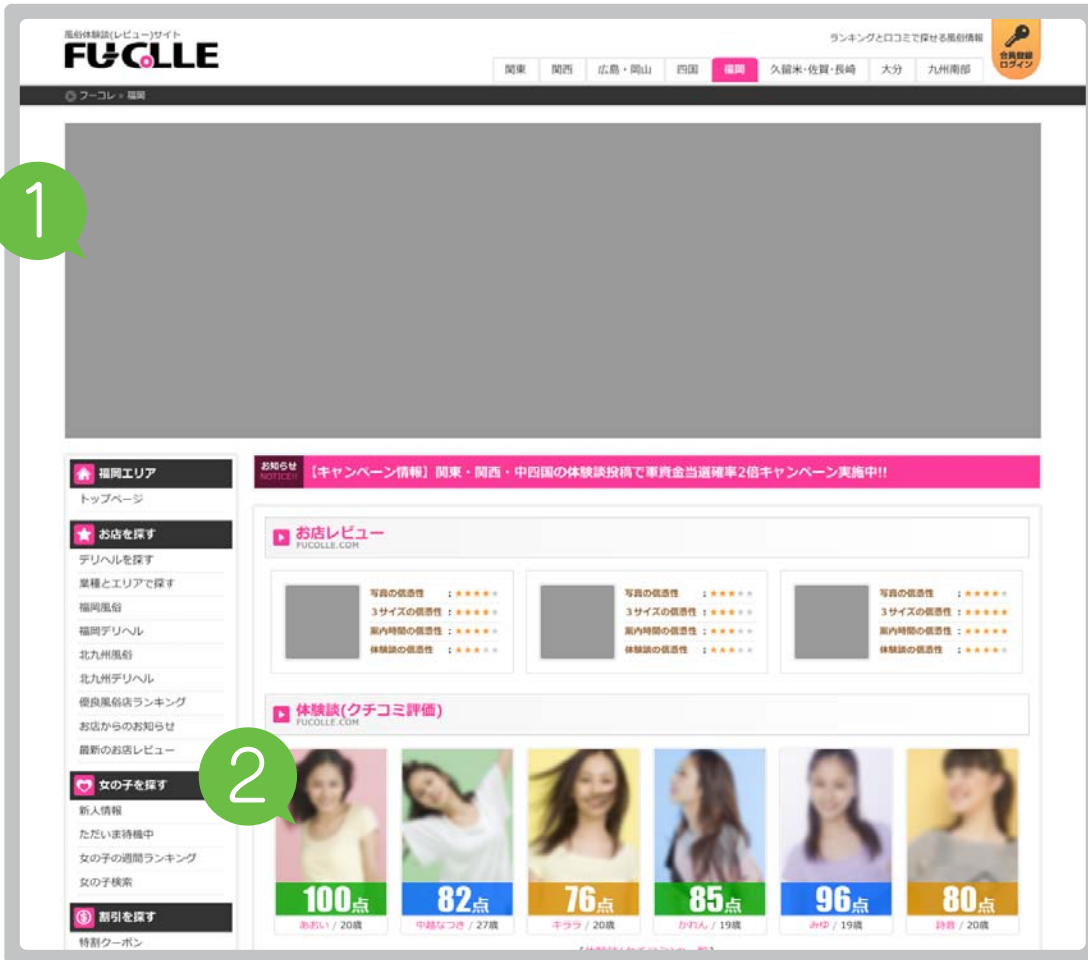 風俗体験談(レビュー)サイト
FUCOLLE
ランキングと口コミで探せる風俗情報
会員登録
ログイン
関東 関西 広島・岡山 四国 福岡 久留米・佐賀・長崎 大分 九州南部
フーコレ » 福岡
1
福岡エリア
トップページ
お店を探す
デリヘルを探す
業種とエリアで探す
福岡風俗
福岡デリヘル
北九州風俗
北九州デリヘル
優良風俗店ランキング
お店からのお知らせ
最新のお店レビュー
女の子を探す
新人情報
ただいま待機中
女の子の週間ランキング
女の子検索
割引を探す
特割クーポン
お知らせ
NOTICE!!
【キャンペーン情報】関東・関西・中四国の体験談投稿で軍資金当選確率2倍キャンペーン実施中!!
お店レビュー
FUCOLLE.COM
写真の信憑性 : ★★★★★
3サイズの信憑性 : ★★★★★
案内時間の信憑性 : ★★★★★
体験談の信憑性 : ★★★★★
写真の信憑性 : ★★★★★
3サイズの信憑性 : ★★★★★
案内時間の信憑性 : ★★★★★
体験談の信憑性 : ★★★★★
写真の信憑性 : ★★★★★
3サイズの信憑性 : ★★★★★
案内時間の信憑性 : ★★★★★
体験談の信憑性 : ★★★★★
体験談(クチコミ評価)
FUCOLLE.COM
2
100点 82点 76点 85点 96点 80点
あおい / 20歳 中越なつき / 27歳 キララ / 20歳 かれん / 19歳 みゆ / 19歳 詩音 / 20歳